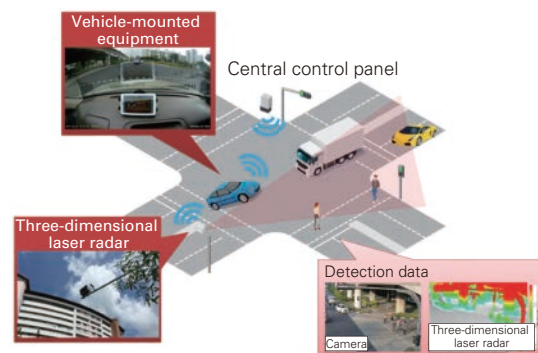 Vehicle-mounted
equipment
Central control panel
Three-dimensional
laser radar
Detection data
Camera
Three-dimensional
laser radar